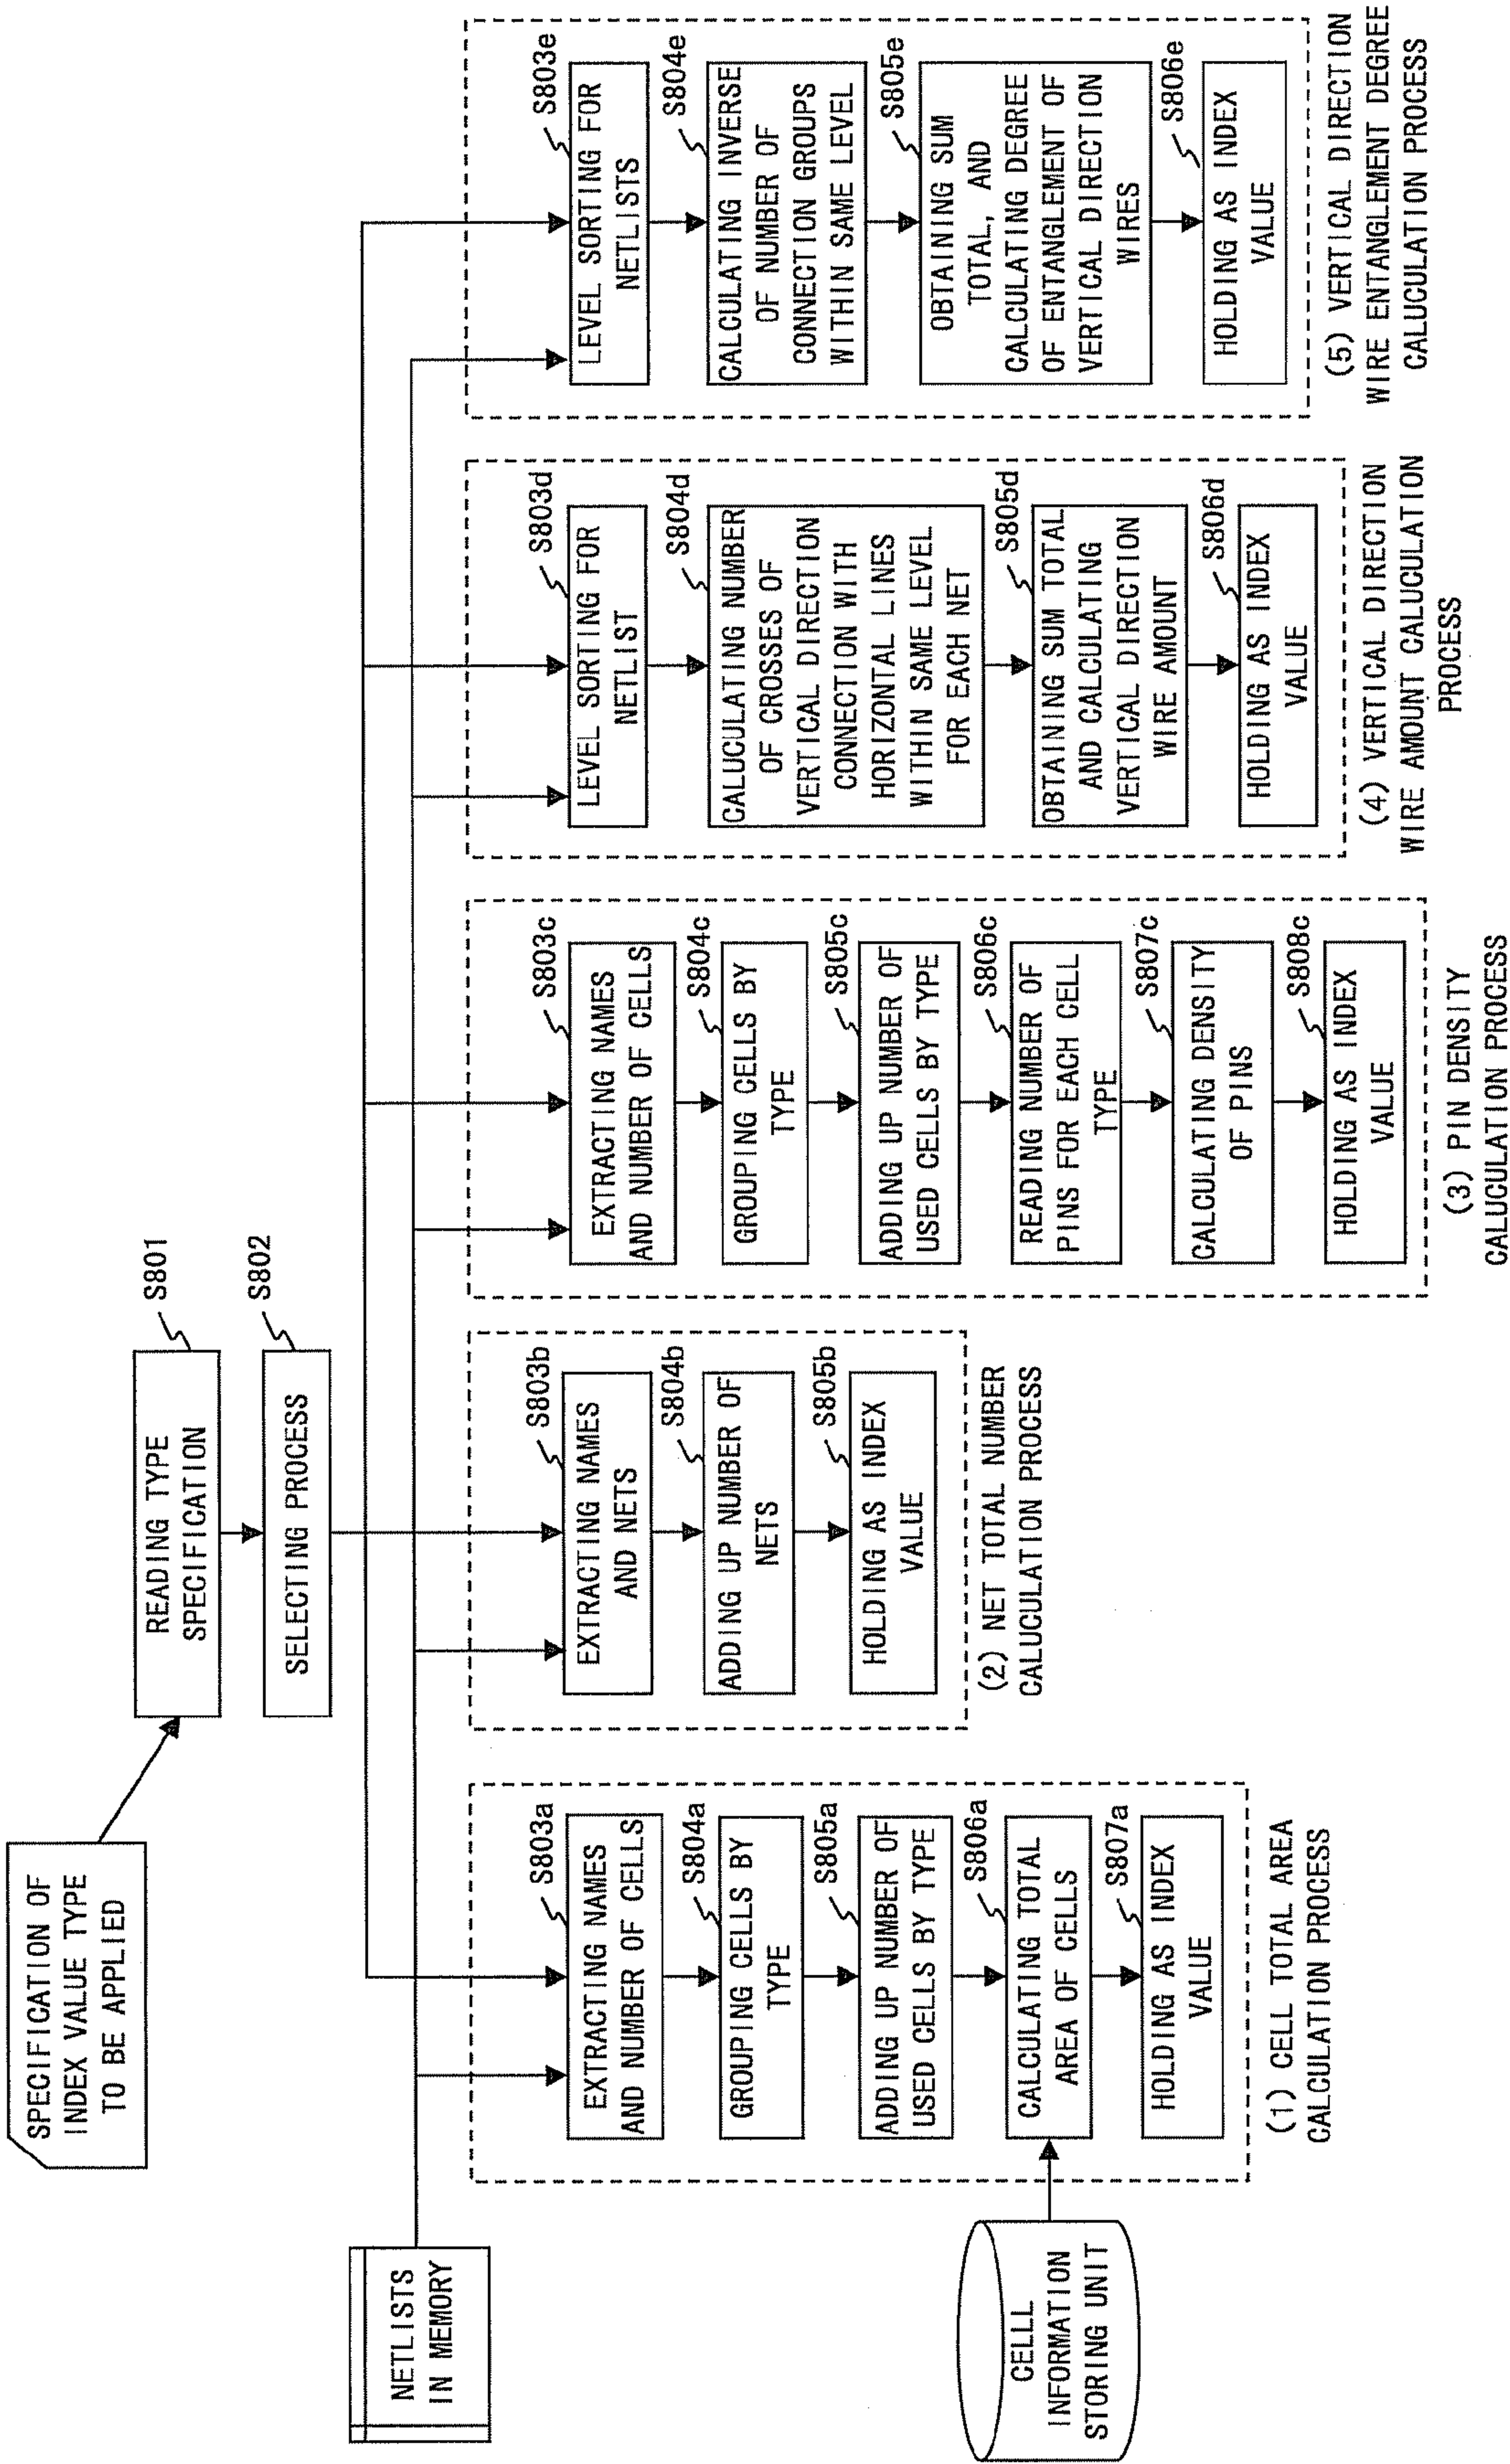 SPECIFICATION OF
INDEX VALUE TYPE
TO BE APPLIED
READING TYPE
SPECIFICATION
S801
SELECTING PROCESS
S802
NETLISTS
IN MEMORY
CELLL
INFORMATION
STORING UNIT
S803a
EXTRACTING NAMES
AND NUMBER OF CELLS
S804a
GROUPING CELLS BY
TYPE
S805a
ADDING UP NUMBER OF
USED CELLS BY TYPE
S806a
CALCULATING TOTAL
AREA OF CELLS
S807a
HOLDING AS INDEX
VALUE
(1) CELL TOTAL AREA
CALCULATION PROCESS
S803b
EXTRACTING NAMES
AND NETS
S804b
ADDING UP NUMBER OF
NETS
S805b
HOLDING AS INDEX
VALUE
(2) NET TOTAL NUMBER
CALUCULATION PROCESS
S803c
EXTRACTING NAMES
AND NUMBER OF CELLS
S804c
GROUPING CELLS BY
TYPE
S805c
ADDING UP NUMBER OF
USED CELLS BY TYPE
S806c
READING NUMBER OF
PINS FOR EACH CELL
TYPE
S807c
CALCULATING DENSITY
OF PINS
S808c
HOLDING AS INDEX
VALUE
(3) PIN DENSITY
CALUCULATION PROCESS
S803d
LEVEL SORTING FOR
NETLIST
S804d
CALUCULATING NUMBER
OF CROSSES OF
VERTICAL DIRECTION
CONNECTION WITH
HORIZONTAL LINES
WITHIN SAME LEVEL
FOR EACH NET
S805d
OBTAINING SUM TOTAL
AND CALCULATING
VERTICAL DIRECTION
WIRE AMOUNT
S806d
HOLDING AS INDEX
VALUE
(4) VERTICAL DIRECTION
WIRE AMOUNT CALUCULATION
PROCESS
S803e
LEVEL SORTING FOR
NETLISTS
S804e
CALCULATING INVERSE
OF NUMBER OF
CONNECTION GROUPS
WITHIN SAME LEVEL
S805e
OBTAINING SUM
TOTAL, AND
CALCULATING DEGREE
OF ENTANGLEMENT OF
VERTICAL DIRECTION
WIRES
S806e
HOLDING AS INDEX
VALUE
(5) VERTICAL DIRECTION
WIRE ENTANGLEMENT DEGREE
CALUCULATION PROCESS